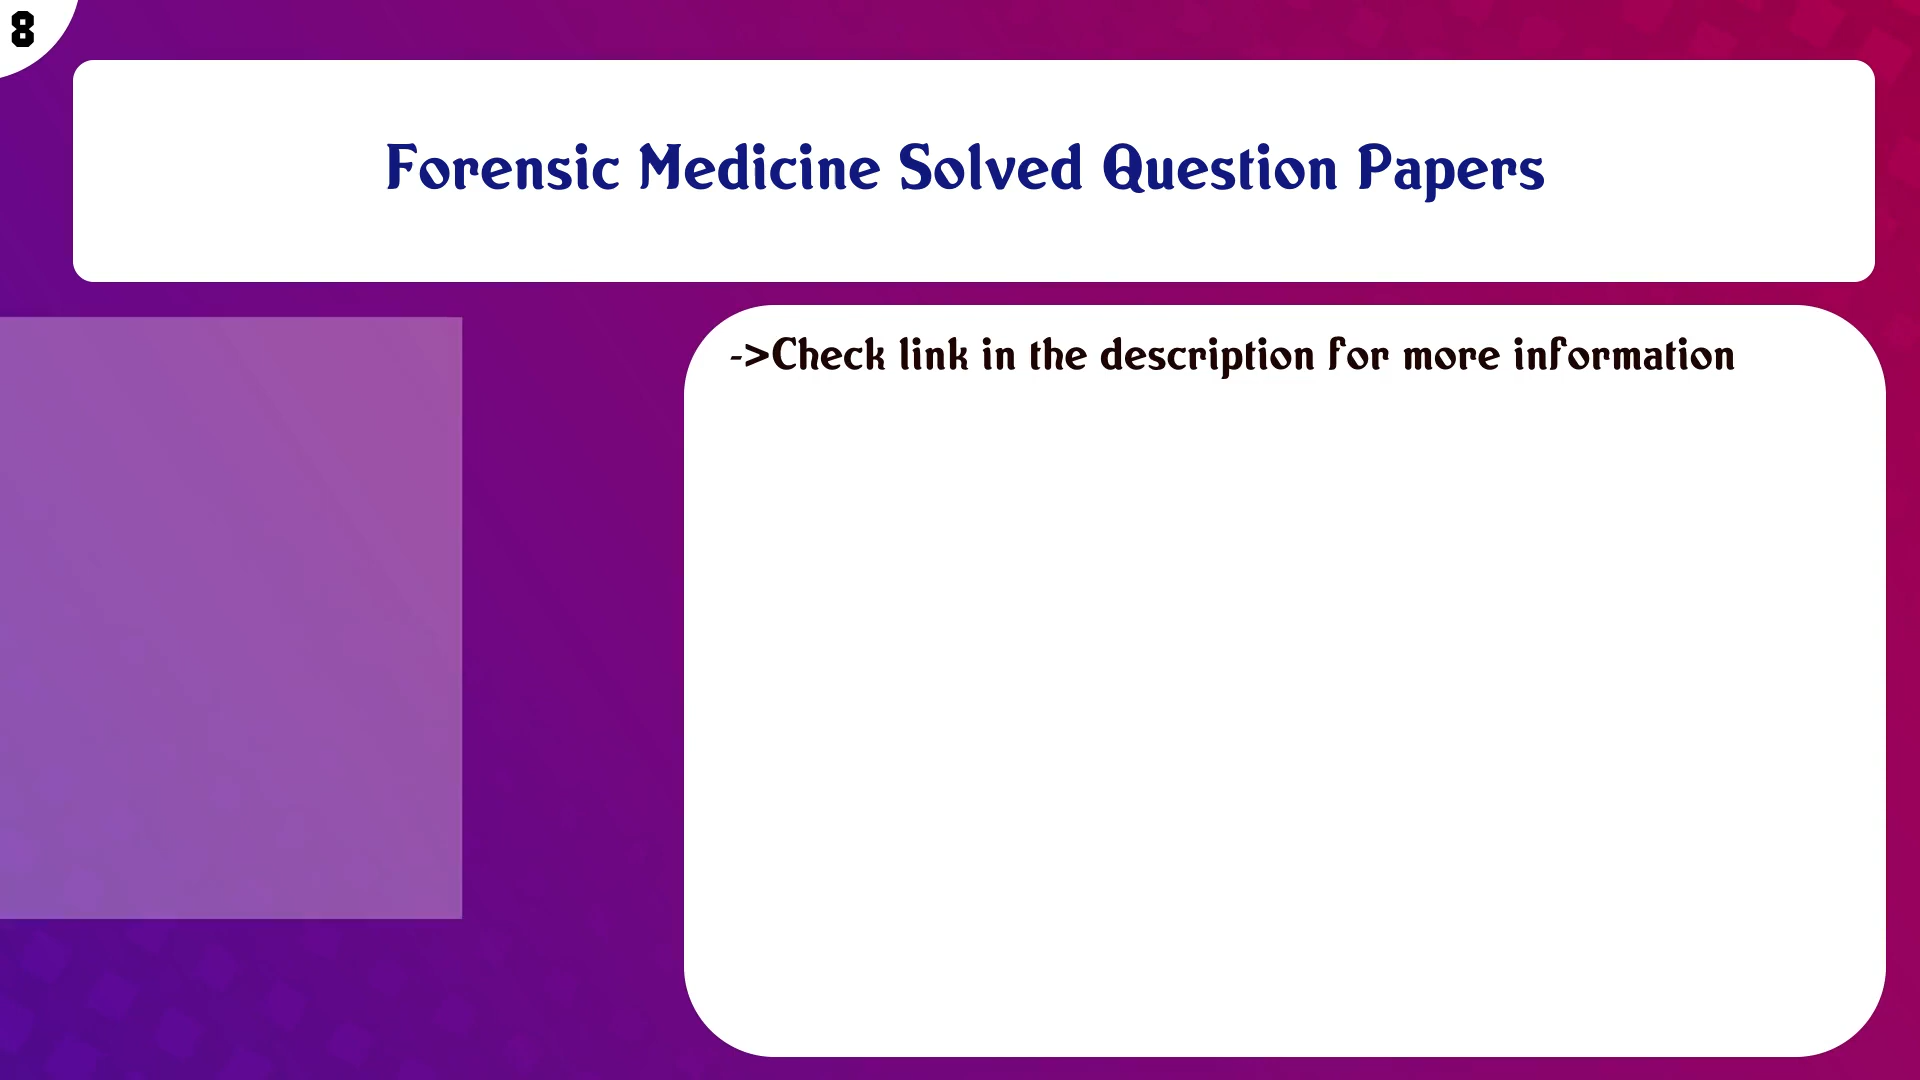 8
Forensic Medicine Solved Question Papers
->Check link in the description for more information